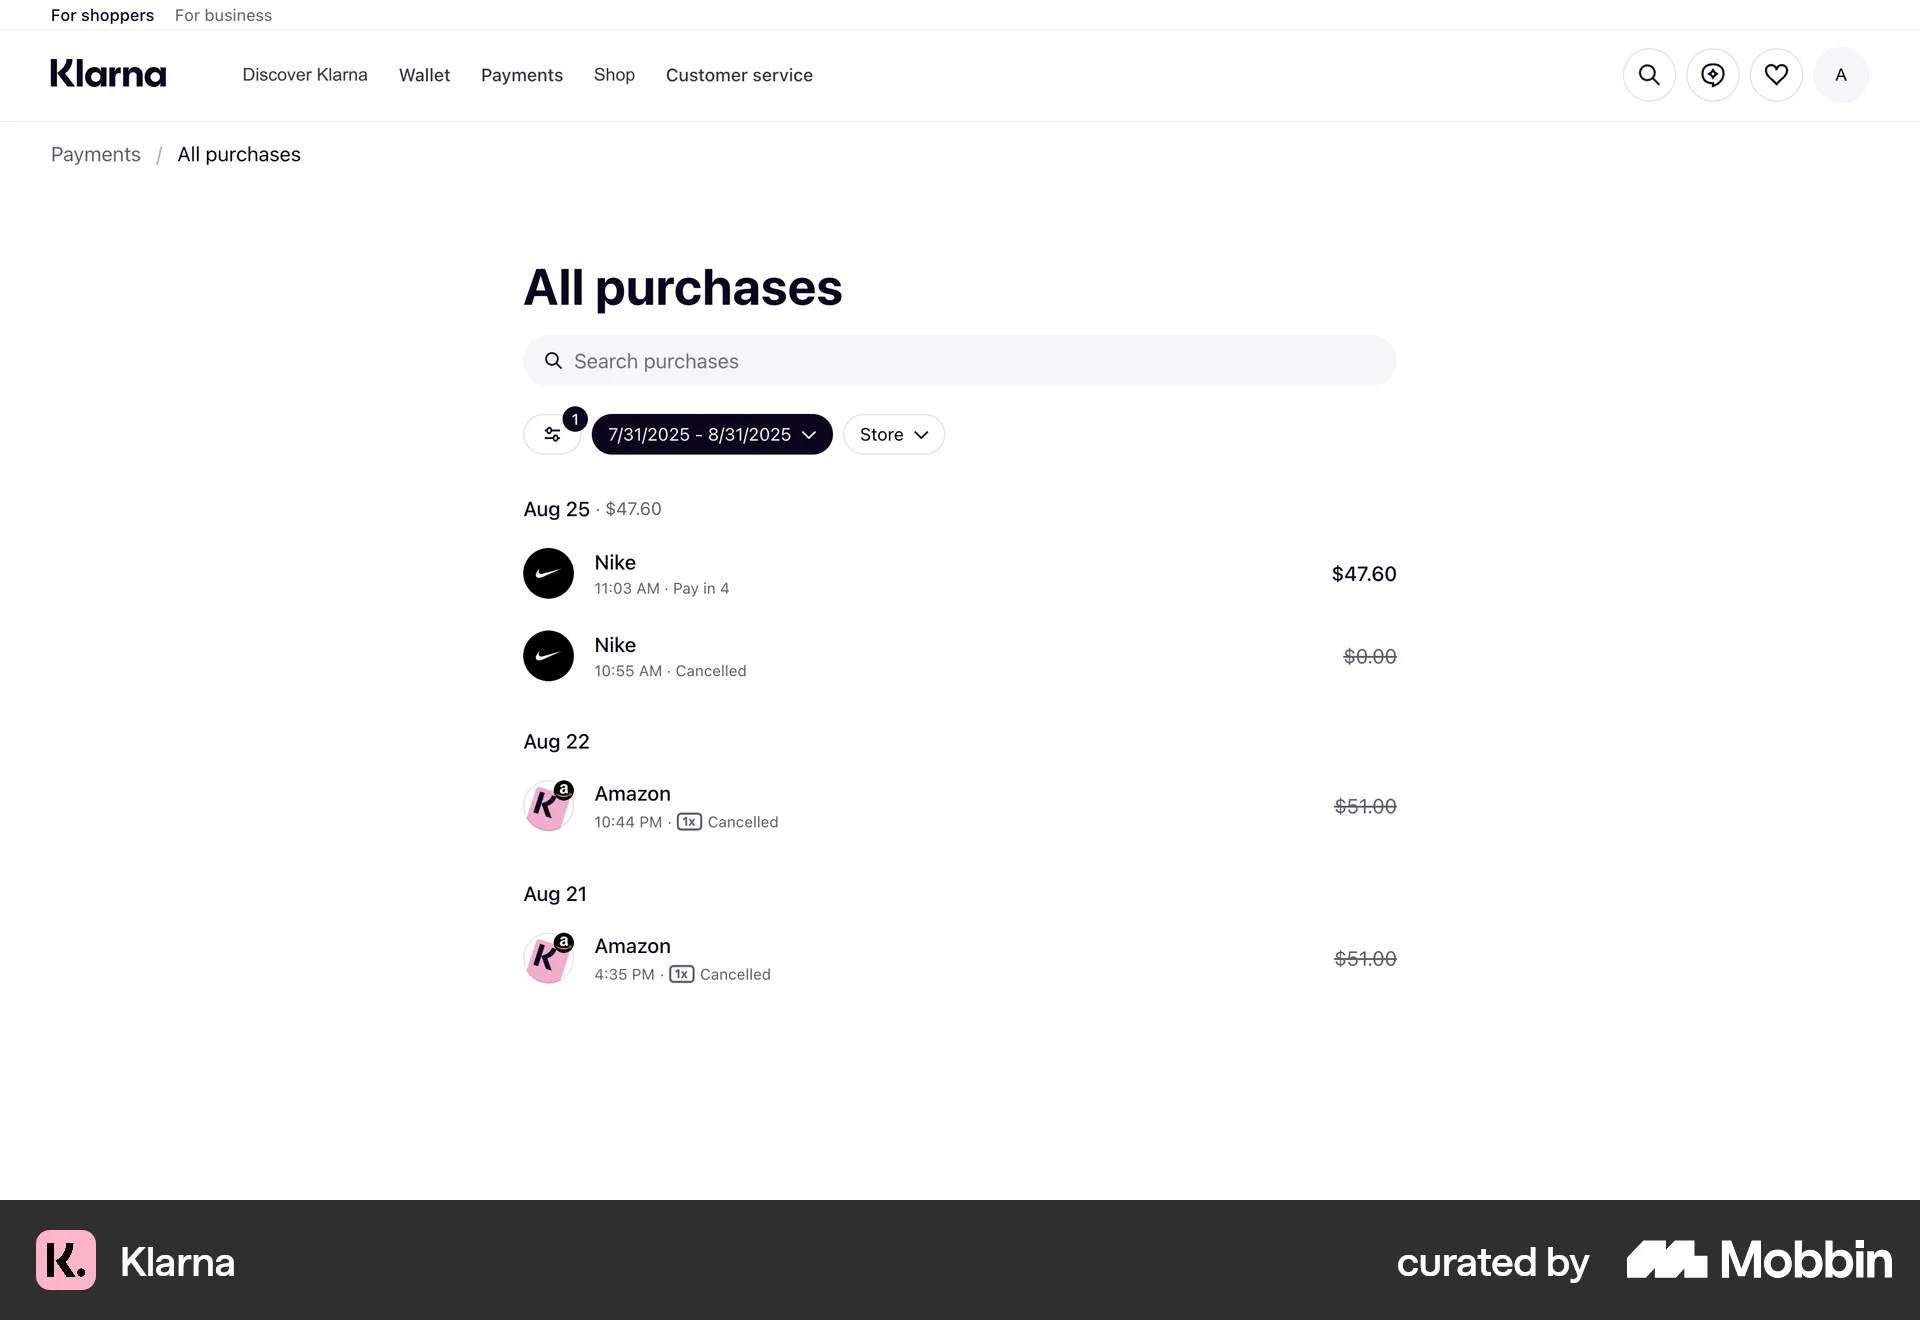 For shoppers For business
Klarna Discover Klarna Wallet Payments Shop Customer service A
Payments / All purchases
All purchases
Search purchases
1
7/31/2025 - 8/31/2025 Store
Aug 25 · $47.60
Nike
11:03 AM · Pay in 4
$47.60
Nike
10:55 AM · Cancelled
$0.00
Aug 22
a
K
Amazon
10:44 PM · 1x Cancelled
$51.00
Aug 21
a
K
Amazon
4:35 PM · 1x Cancelled
$51.00
K. Klarna curated by Mobbin